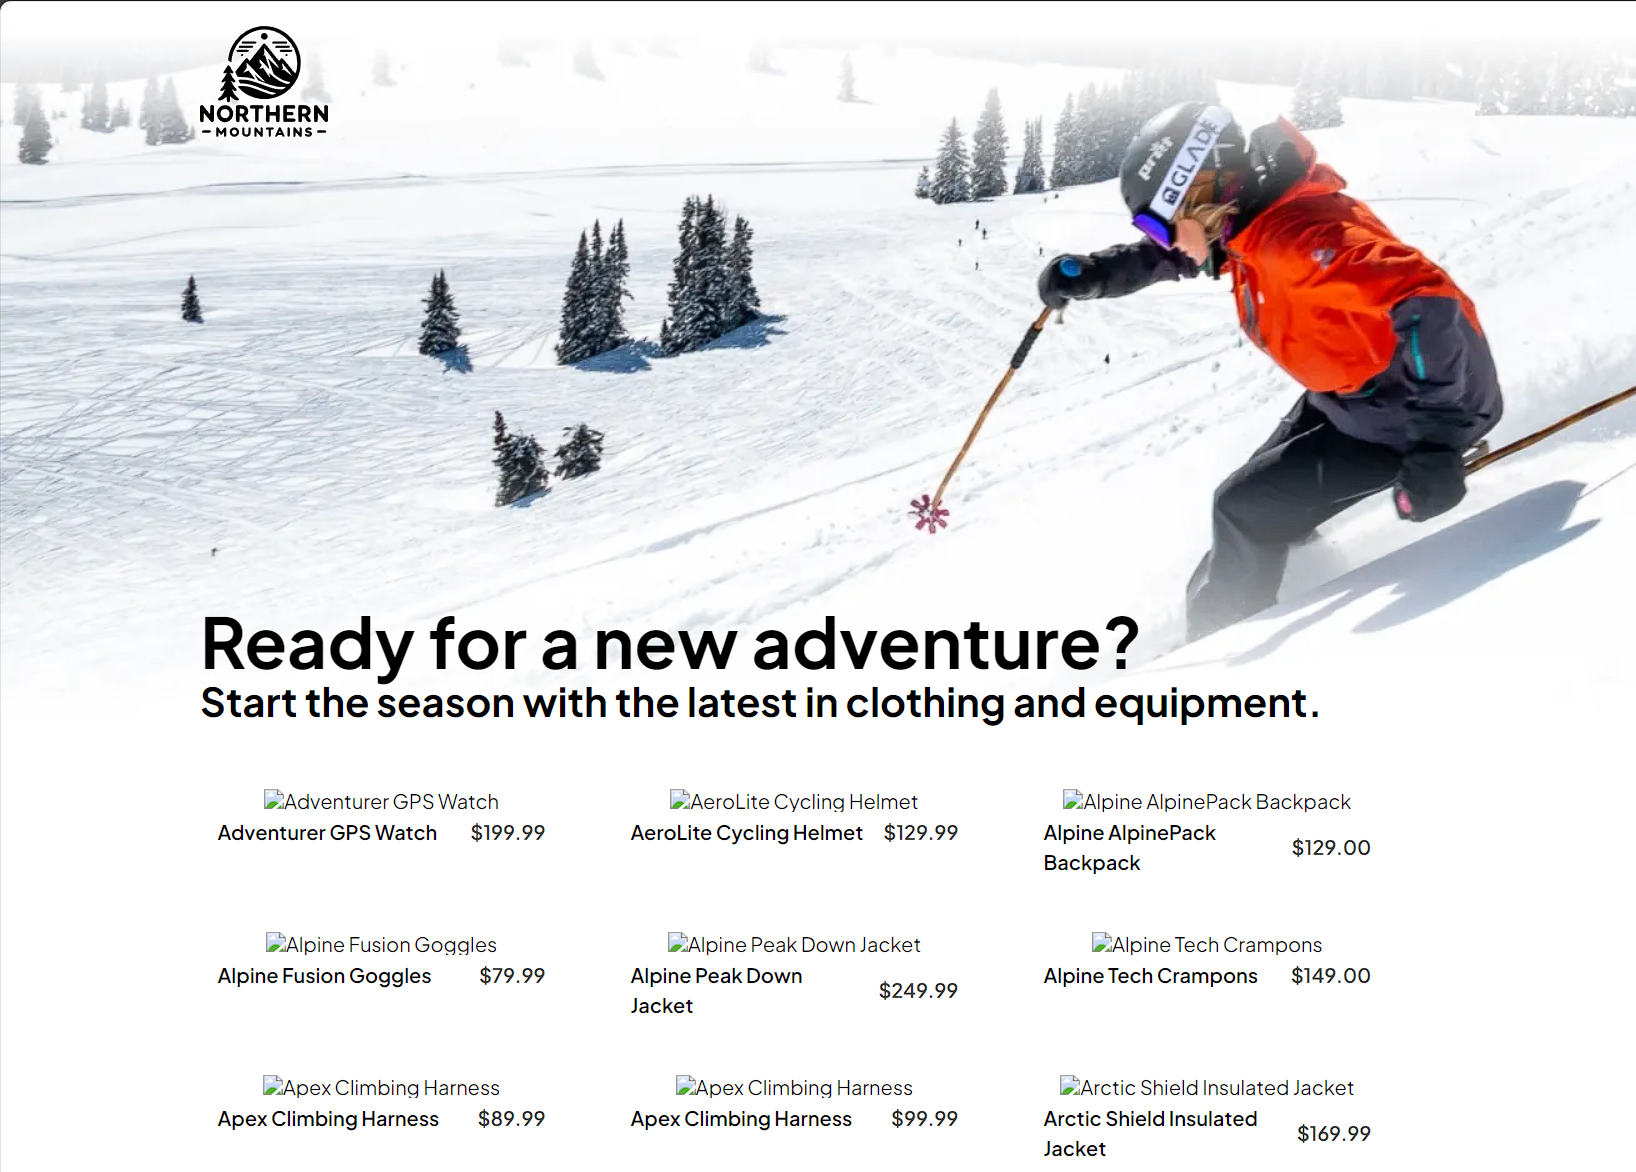 NORTHERN
MOUNTAINS
pret
GLADE
Ready for a new adventure?
Start the season with the latest in clothing and equipment.
Adventurer GPS Watch
Adventurer GPS Watch $199.99
AeroLite Cycling Helmet
AeroLite Cycling Helmet $129.99
Alpine AlpinePack Backpack
Alpine AlpinePack
Backpack
$129.00
Alpine Fusion Goggles
Alpine Fusion Goggles $79.99
Alpine Peak Down Jacket
Alpine Peak Down
Jacket
$249.99
Alpine Tech Crampons
Alpine Tech Crampons $149.00
Apex Climbing Harness
Apex Climbing Harness $89.99
Apex Climbing Harness
Apex Climbing Harness $99.99
Arctic Shield Insulated Jacket
Arctic Shield Insulated
Jacket
$169.99